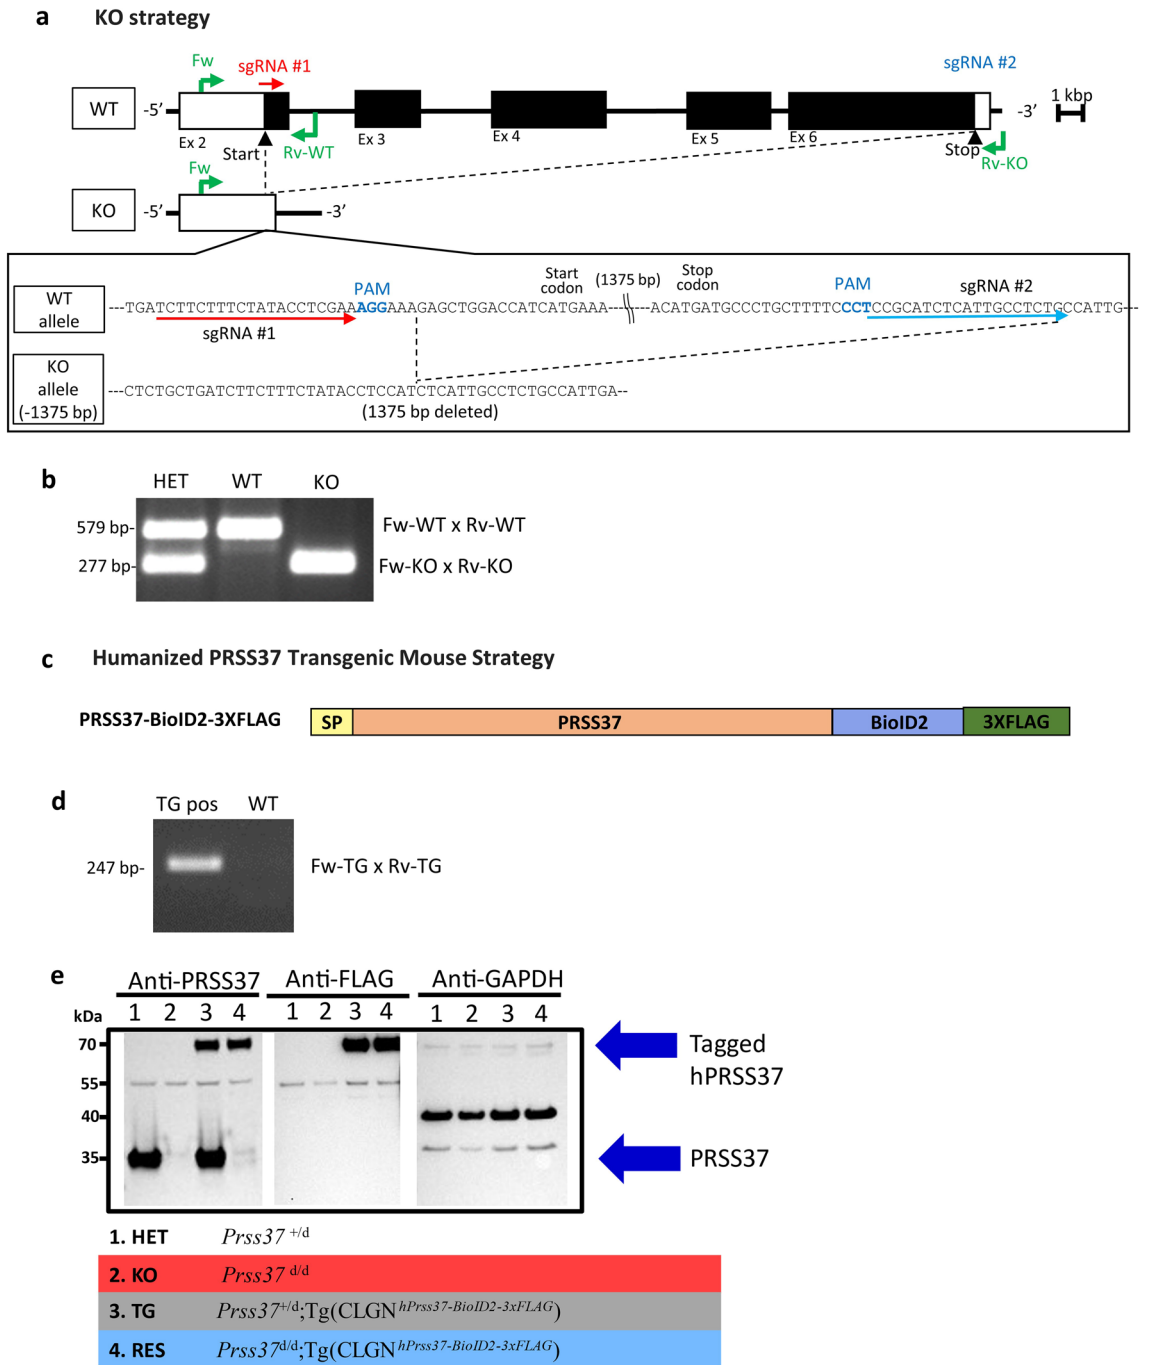 a KO strategy
Fw
sgRNA #1
sgRNA #2
WT
-5’
-3’
1 kbp
Ex 2
Ex 3
Ex 4
Ex 5
Ex 6
Start
Rv-WT
Stop
Rv-KO
Fw
KO
-5’
-3’
WT
allele
PAM
Start
codon
(1375 bp)
Stop
codon
PAM
sgRNA #2
---TGATCTTCTTTCTATACCTCGAAAGGAAAGAGCTGGACCATCATGAAA
ACATGATGCCCTGCTTTTCCCTCCGCATCTCATTGCCTCTGCCATTG---
sgRNA #1
KO
allele
(-1375 bp)
---CTCTGCTGATCTTCTTTCTATACCTCCATCTCATTGCCTCTGCCATTGA--
(1375 bp deleted)
b
HET WT KO
579 bp-
Fw-WT x Rv-WT
277 bp-
Fw-KO x Rv-KO
c Humanized PRSS37 Transgenic Mouse Strategy
PRSS37-BioID2-3XFLAG SP PRSS37 BioID2 3XFLAG
d
TG pos WT
247 bp-
Fw-TG x Rv-TG
e
Anti-PRSS37 Anti-FLAG Anti-GAPDH
kDa
1 2 3 4 1 2 3 4 1 2 3 4
70
55
40
35
Tagged
hPRSS37
PRSS37
1. HET Prss37 +/d
2. KO Prss37 d/d
3. TG Prss37+/d;Tg(CLGN hPrss37-BioID2-3xFLAG)
4. RES Prss37d/d;Tg(CLGN hPrss37-BioID2-3xFLAG)